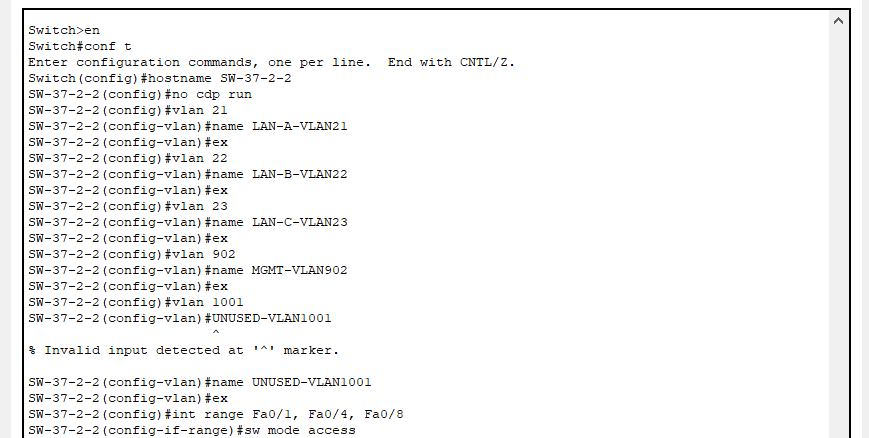 Switch>en
Switch#conf t
Enter configuration commands, one per line.  End with CNTL/Z.
Switch(config)#hostname SW-37-2-2
SW-37-2-2(config)#no cdp run
SW-37-2-2(config)#vlan 21
SW-37-2-2(config-vlan)#name LAN-A-VLAN21
SW-37-2-2(config-vlan)#ex
SW-37-2-2(config)#vlan 22
SW-37-2-2(config-vlan)#name LAN-B-VLAN22
SW-37-2-2(config-vlan)#ex
SW-37-2-2(config)#vlan 23
SW-37-2-2(config-vlan)#name LAN-C-VLAN23
SW-37-2-2(config-vlan)#ex
SW-37-2-2(config)#vlan 902
SW-37-2-2(config-vlan)#name MGMT-VLAN902
SW-37-2-2(config-vlan)#ex
SW-37-2-2(config)#vlan 1001
SW-37-2-2(config-vlan)#UNUSED-VLAN1001
^
% Invalid input detected at '^' marker.
SW-37-2-2(config-vlan)#name UNUSED-VLAN1001
SW-37-2-2(config-vlan)#ex
SW-37-2-2(config)#int range Fa0/1, Fa0/4, Fa0/8
SW-37-2-2(config-if-range)#sw mode access